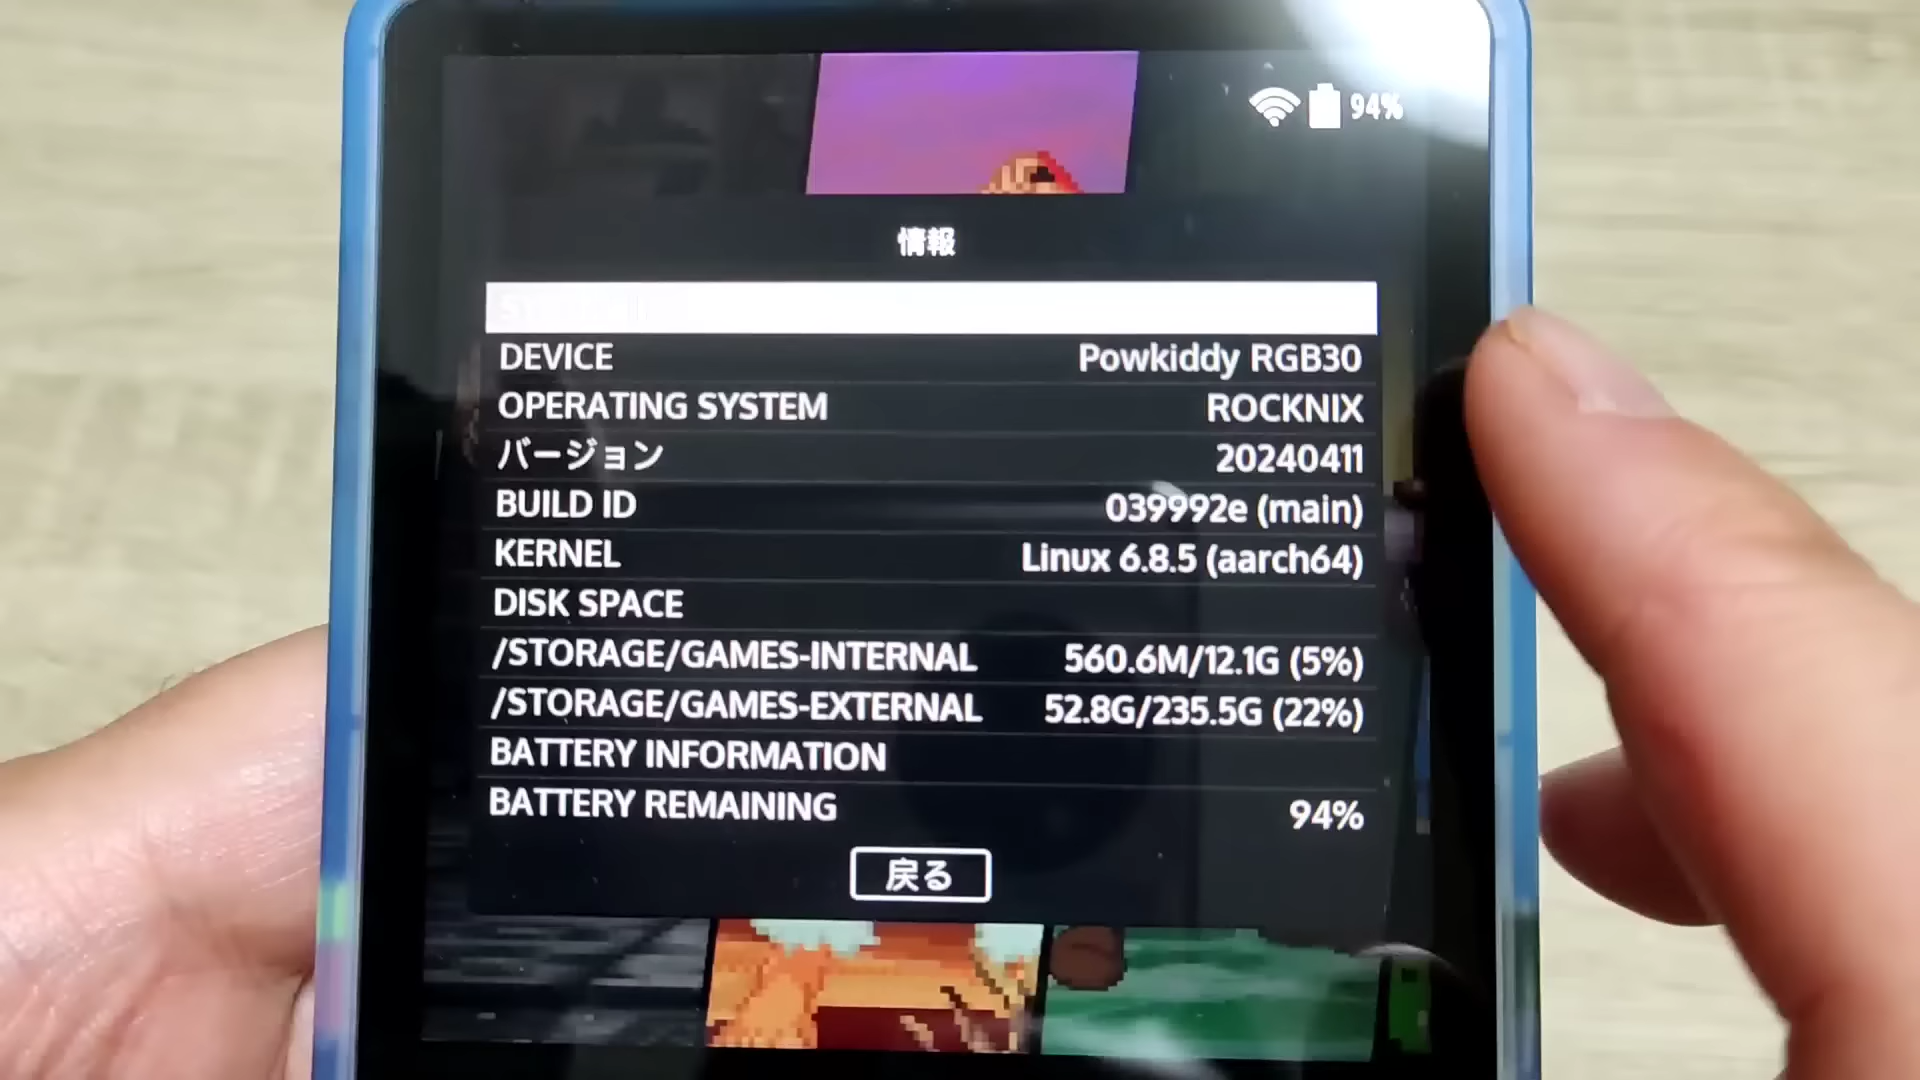 94%
情報
DEVICE Powkiddy RGB30
OPERATING SYSTEM ROCKNIX
バージョン 20240411
BUILD ID 039992e (main)
KERNEL Linux 6.8.5 (aarch64)
DISK SPACE
/STORAGE/GAMES-INTERNAL 560.6M/12.1G (5%)
/STORAGE/GAMES-EXTERNAL 52.8G/235.5G (22%)
BATTERY INFORMATION
BATTERY REMAINING 94%
戻る